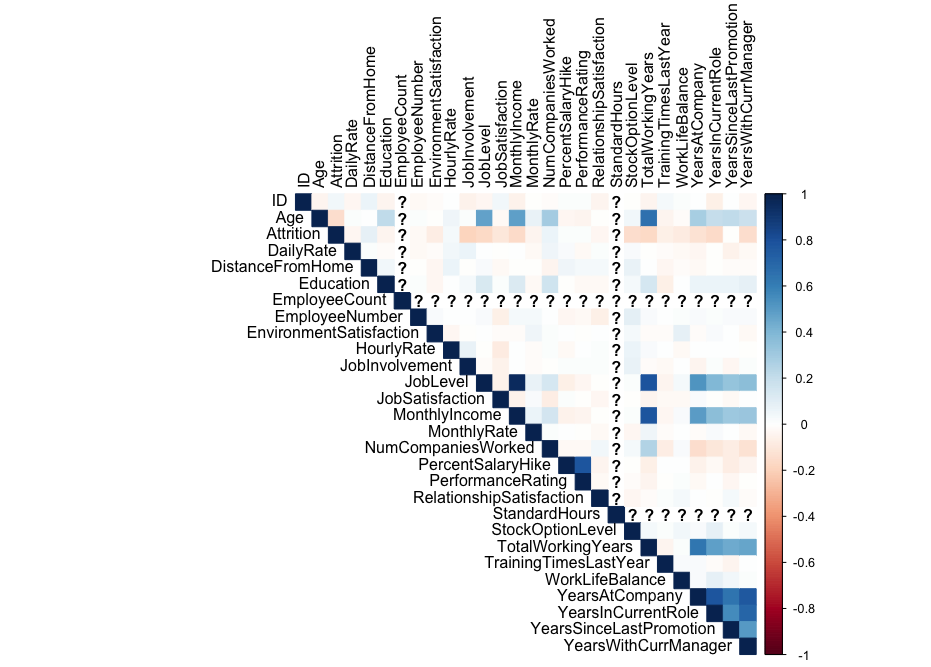 ID
Age
Attrition
DailyRate
DistanceFromHome
Education
EmployeeCount
EmployeeNumber
EnvironmentSatisfaction
HourlyRate
JobInvolvement
JobLevel
JobSatisfaction
MonthlyIncome
MonthlyRate
NumCompaniesWorked
PercentSalaryHike
PerformanceRating
RelationshipSatisfaction
StandardHours
StockOptionLevel
TotalWorkingYears
TrainingTimesLastYear
WorkLifeBalance
YearsAtCompany
YearsInCurrentRole
YearsSinceLastPromotion
YearsWithCurrManager
ID ? ?
Age ? ?
Attrition ? ?
DailyRate ? ?
DistanceFromHome ? ?
Education ? ?
EmployeeCount ? ? ? ? ? ? ? ? ? ? ? ? ? ? ? ? ? ? ? ? ?
EmployeeNumber ?
EnvironmentSatisfaction ?
HourlyRate ?
JobInvolvement ?
JobLevel ?
JobSatisfaction ?
MonthlyIncome ?
MonthlyRate ?
NumCompaniesWorked ?
PercentSalaryHike ?
PerformanceRating ?
RelationshipSatisfaction ?
StandardHours ? ? ? ? ? ? ? ?
StockOptionLevel
TotalWorkingYears
TrainingTimesLastYear
WorkLifeBalance
YearsAtCompany
YearsInCurrentRole
YearsSinceLastPromotion
YearsWithCurrManager
1
0.8
0.6
0.4
0.2
0
-0.2
-0.4
-0.6
-0.8
-1